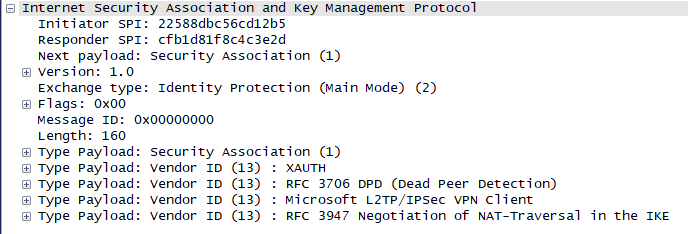 Internet Security Association and Key Management Protocol
Initiator SPI: 22588dbc56cd12b5
Responder SPI: cfb1d81f8c4c3e2d
Next payload: Security Association (1)
Version: 1.0
Exchange type: Identity Protection (Main Mode) (2)
Flags: 0x00
Message ID: 0x00000000
Length: 160
Type Payload: Security Association (1)
Type Payload: Vendor ID (13) : XAUTH
Type Payload: Vendor ID (13) : RFC 3706 DPD (Dead Peer Detection)
Type Payload: Vendor ID (13) : Microsoft L2TP/IPSec VPN Client
Type Payload: Vendor ID (13) : RFC 3947 Negotiation of NAT-Traversal in the IKE